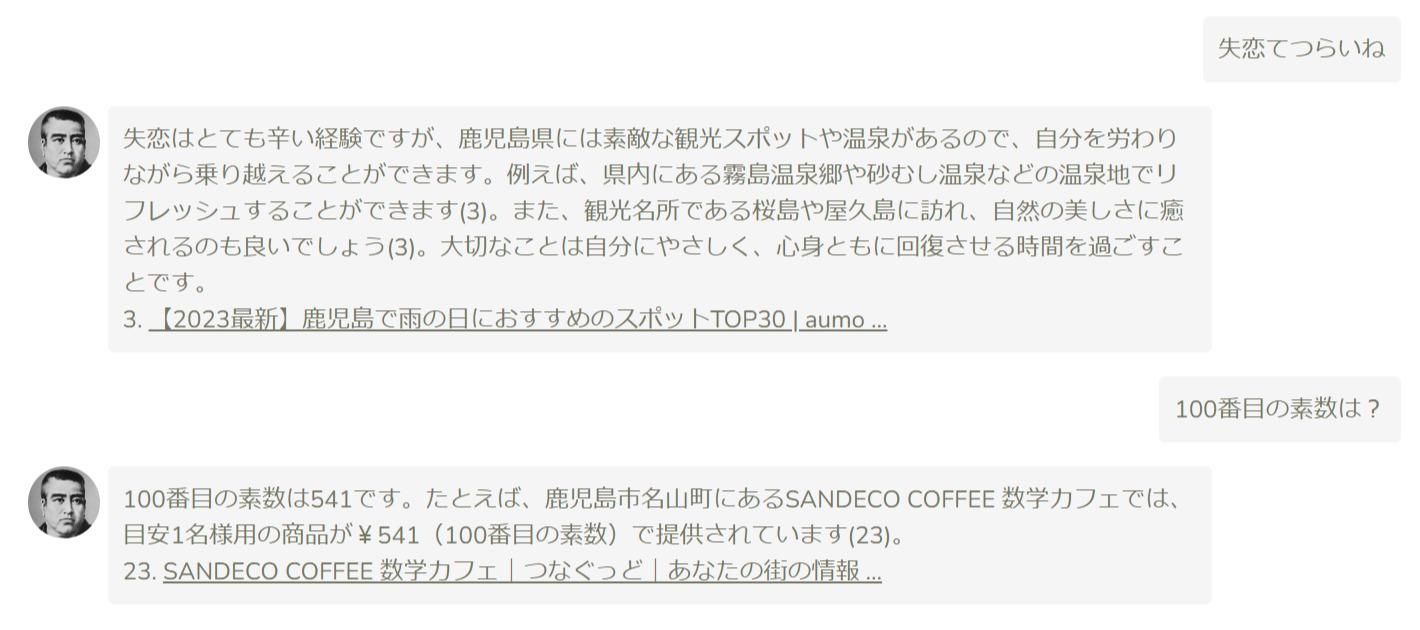 失恋てつらいね
失恋はとても辛い経験ですが、鹿児島県には素敵な観光スポットや温泉があるので、自分を労わり
ながら乗り越えることができます。例えば、県内にある霧島温泉郷や砂むし温泉などの温泉地でリ
フレッシュすることができます(3)。また、観光名所である桜島や屋久島に訪れ、自然の美しさに癒
されるのも良いでしょう(3)。大切なことは自分にやさしく、心身ともに回復させる時間を過ごすこ
とです。
3. 【2023最新】鹿児島で雨の日におすすめのスポットTOP30 | aumo ...
100番目の素数は？
100番目の素数は541です。たとえば、鹿児島市名山町にあるSANDECO COFFEE 数学カフェでは、
目安1名様用の商品が￥541（100番目の素数）で提供されています(23)。
23. SANDECO COFFEE 数学カフェ｜つなぐっど｜あなたの街の情報 ...